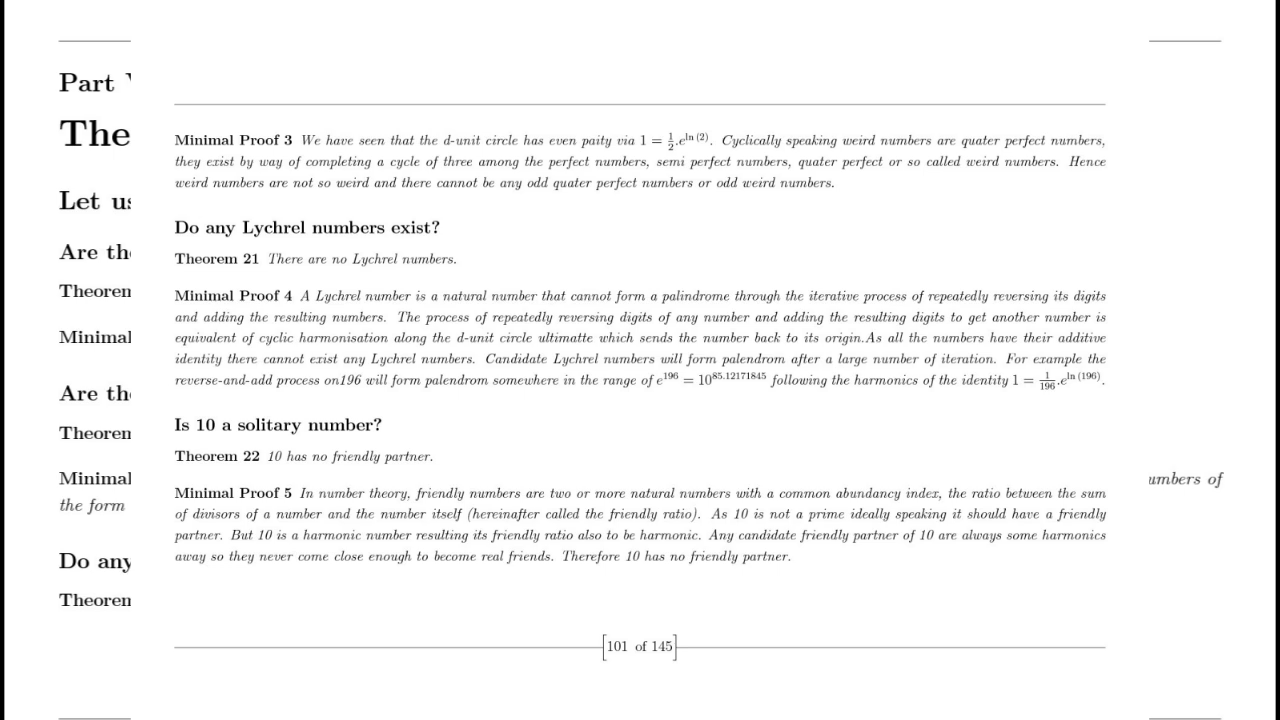 Part
The
Let us
Are the
Theorem
Minimal
Are the
Theorem
Minimal
the form
Do any
Theorem
umbers of
Minimal Proof 3 We have seen that the d-unit circle has even paity via 1 = 1/2.e^ln (2). Cyclically speaking weird numbers are quater perfect numbers,
they exist by way of completing a cycle of three among the perfect numbers, semi perfect numbers, quater perfect or so called weird numbers. Hence
weird numbers are not so weird and there cannot be any odd quater perfect numbers or odd weird numbers.
Do any Lychrel numbers exist?
Theorem 21 There are no Lychrel numbers.
Minimal Proof 4 A Lychrel number is a natural number that cannot form a palindrome through the iterative process of repeatedly reversing its digits
and adding the resulting numbers. The process of repeatedly reversing digits of any number and adding the resulting digits to get another number is
equivalent of cyclic harmonisation along the d-unit circle ultimatte which sends the number back to its origin.As all the numbers have their additive
identity there cannot exist any Lychrel numbers. Candidate Lychrel numbers will form palendrom after a large number of iteration. For example the
reverse-and-add process on196 will form palendrom somewhere in the range of e^196 = 10^85.12171845 following the harmonics of the identity 1 = 1/196.e^ln (196).
Is 10 a solitary number?
Theorem 22 10 has no friendly partner.
Minimal Proof 5 In number theory, friendly numbers are two or more natural numbers with a common abundancy index, the ratio between the sum
of divisors of a number and the number itself (hereinafter called the friendly ratio). As 10 is not a prime ideally speaking it should have a friendly
partner. But 10 is a harmonic number resulting its friendly ratio also to be harmonic. Any candidate friendly partner of 10 are always some harmonics
away so they never come close enough to become real friends. Therefore 10 has no friendly partner.
[101 of 145]